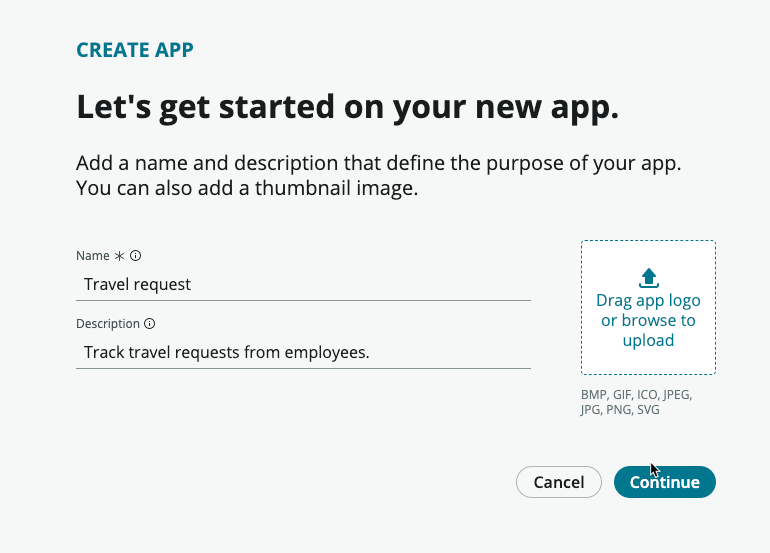 CREATE APP
Let's get started on your new app.
Add a name and description that define the purpose of your app.
You can also add a thumbnail image.
Name *
Travel request
Description
Track travel requests from employees.
Drag app logo
or browse to
upload
BMP, GIF, ICO, JPEG,
JPG, PNG, SVG
Cancel
Continue